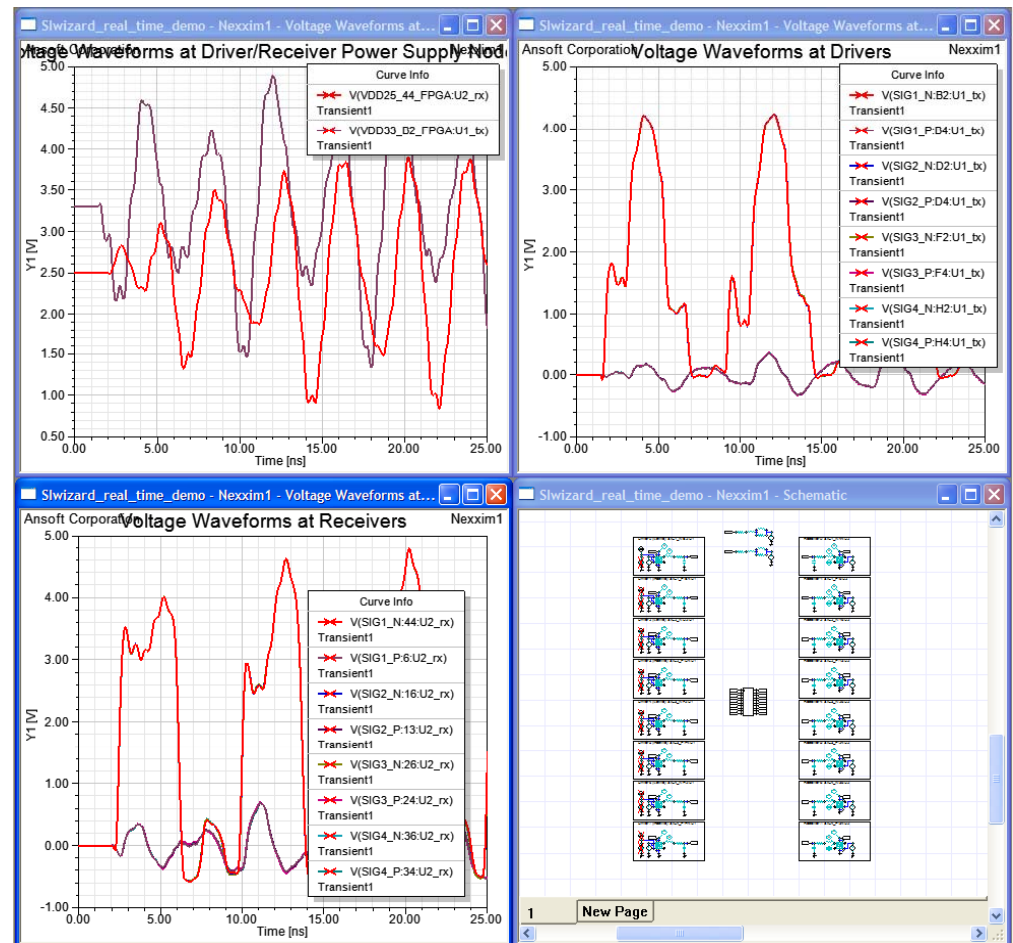 SIwizard_real_time_demo - Nexxim1 - Voltage Waveforms at...
Ansoft Corporation
Voltage Waveforms at Driver/Receiver Power Supply Node
Nexxim1
5.00
4.00
3.50
3.00
2.50
2.00
1.50
1.00
0.50
Y1 [V]
0.00 5.00 10.00 15.00 20.00 25.00
Time [ns]
Curve Info
V(VDD25_44_FPGA:U2_rx)
Transient1
V(VDD33_B2_FPGA:U1_tx)
Transient1
SIwizard_real_time_demo - Nexxim1 - Voltage Waveforms at...
Ansoft Corporation
Voltage Waveforms at Drivers
Nexxim1
5.00
4.00
3.00
2.00
1.00
0.00
-1.00
Y1 [V]
0.00 5.00 10.00 15.00 20.00 25.00
Time [ns]
Curve Info
V(SIG1_N:B2:U1_tx)
Transient1
V(SIG1_P:D4:U1_tx)
Transient1
V(SIG2_N:D2:U1_tx)
Transient1
V(SIG2_P:D4:U1_tx)
Transient1
V(SIG3_N:F2:U1_tx)
Transient1
V(SIG3_P:F4:U1_tx)
Transient1
V(SIG4_N:H2:U1_tx)
Transient1
V(SIG4_P:H4:U1_tx)
Transient1
SIwizard_real_time_demo - Nexxim1 - Voltage Waveforms at...
Ansoft Corporation
Voltage Waveforms at Receivers
Nexxim1
5.00
4.00
3.00
2.00
1.00
0.00
-1.00
Y1 [V]
0.00 5.00 10.00 15.00 20.00 25.00
Time [ns]
Curve Info
V(SIG1_N:44:U2_rx)
Transient1
V(SIG1_P:6:U2_rx)
Transient1
V(SIG2_N:16:U2_rx)
Transient1
V(SIG2_P:13:U2_rx)
Transient1
V(SIG3_N:26:U2_rx)
Transient1
V(SIG3_P:24:U2_rx)
Transient1
V(SIG4_N:36:U2_rx)
Transient1
V(SIG4_P:34:U2_rx)
Transient1
SIwizard_real_time_demo - Nexxim1 - Schematic
1
New Page